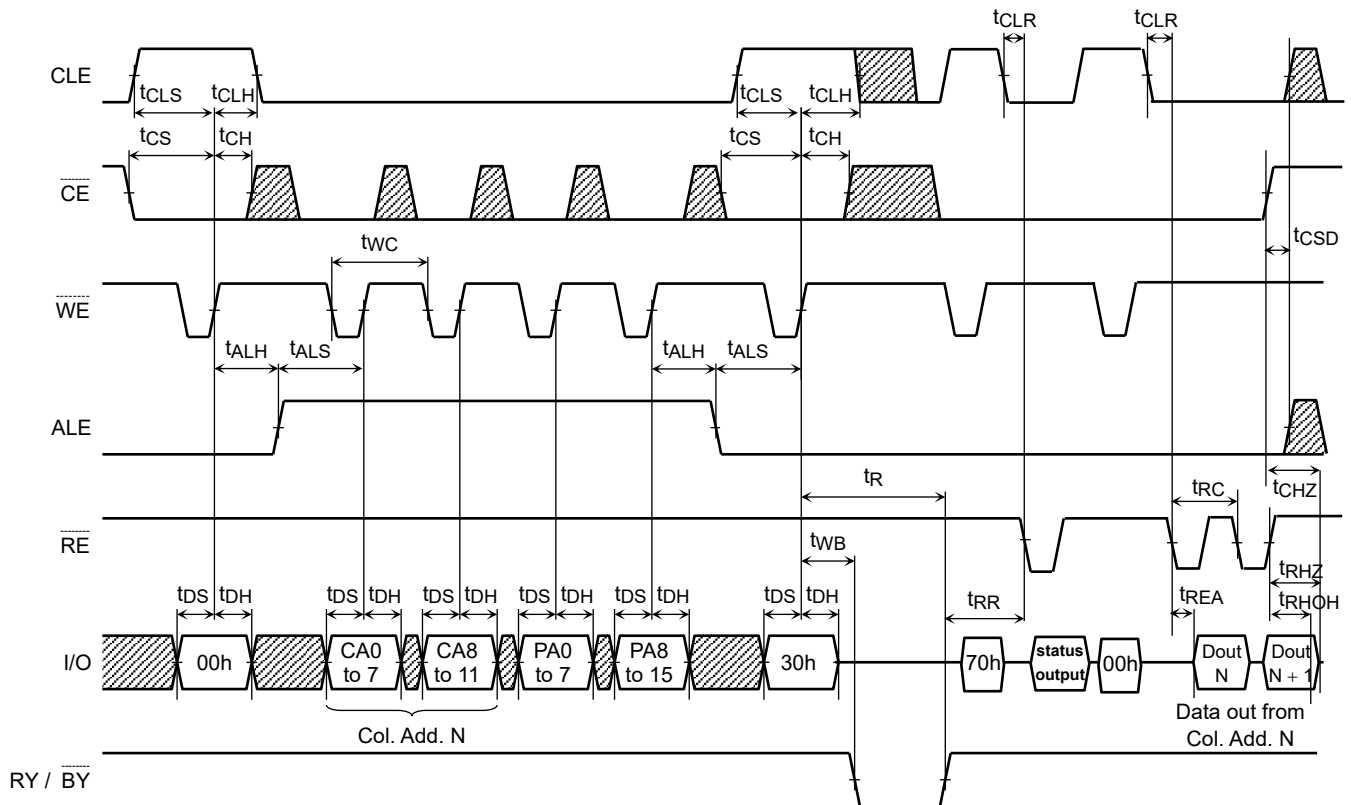 tCLR tCLR
CLE
tCLS tCLH tCLS tCLH
tCS tCH tCS tCH
CE
tCSD
tWC
WE
tALH tALS tALH tALS
ALE
tR tRC tCHZ
RE
tWB
tDS tDH tDS tDH tDS tDH tDS tDH tDS tDH tDS tDH tRR tREA tRHZ
tRHOH
I/O
00h
CA0
to 7
CA8
to 11
PA0
to 7
PA8
to 15
30h
70h
status
output
00h
Dout
N
Dout
N + 1
Col. Add. N
Data out from
Col. Add. N
RY / BY